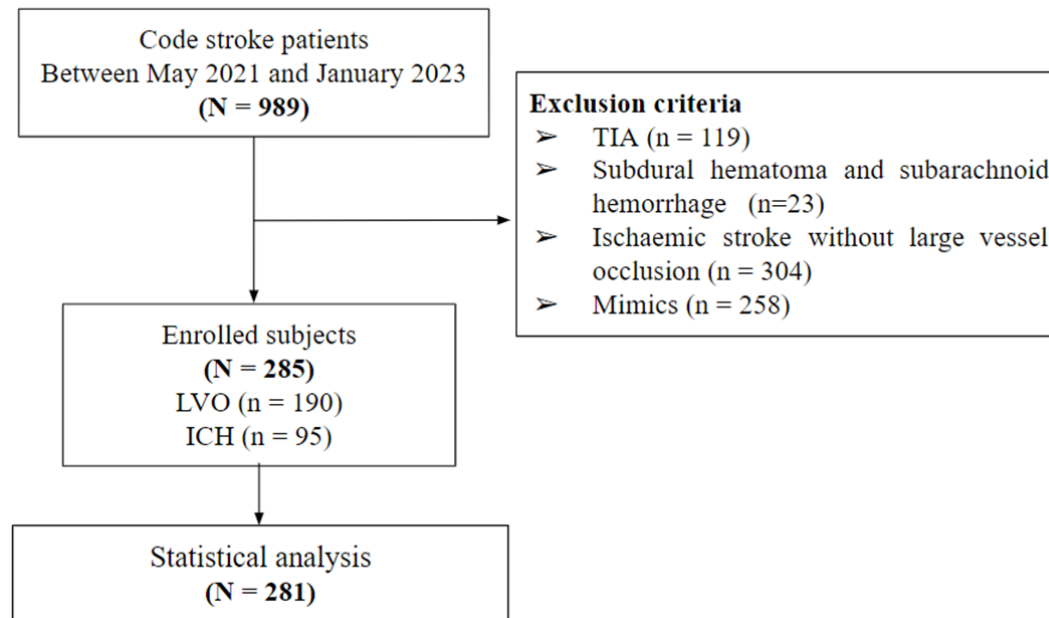 Code stroke patients
Between May 2021 and January 2023
(N = 989)
Exclusion criteria
➢ TIA (n = 119)
➢ Subdural hematoma and subarachnoid
hemorrhage (n=23)
➢ Ischaemic stroke without large vessel
occlusion (n = 304)
➢ Mimics (n = 258)
Enrolled subjects
(N = 285)
LVO (n = 190)
ICH (n = 95)
Statistical analysis
(N = 281)